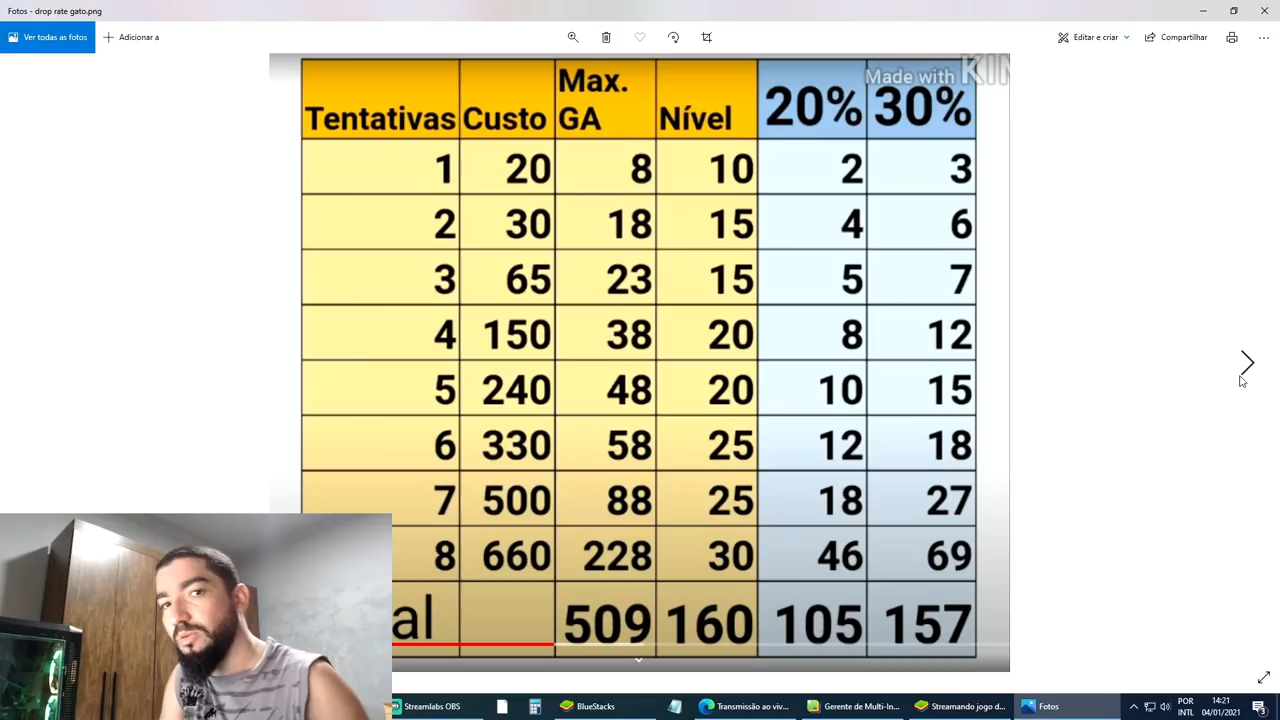 Fotos - drop rate gato.png
Ver todas as fotos
Adicionar a
Editar e criar
Compartilhar
Made with KIN
Tentativas Custo Max. GA Nível 20% 30%
1 20 8 10 2 3
2 30 18 15 4 6
3 65 23 15 5 7
4 150 38 20 8 12
5 240 48 20 10 15
6 330 58 25 12 18
7 500 88 25 18 27
8 660 228 30 46 69
al 509 160 105 157
Streamlabs OBS
BlueStacks
Transmissão ao viv...
Gerente de Multi-In...
Streamando jogo d...
Fotos
POR
INTL
14:21
04/01/2021